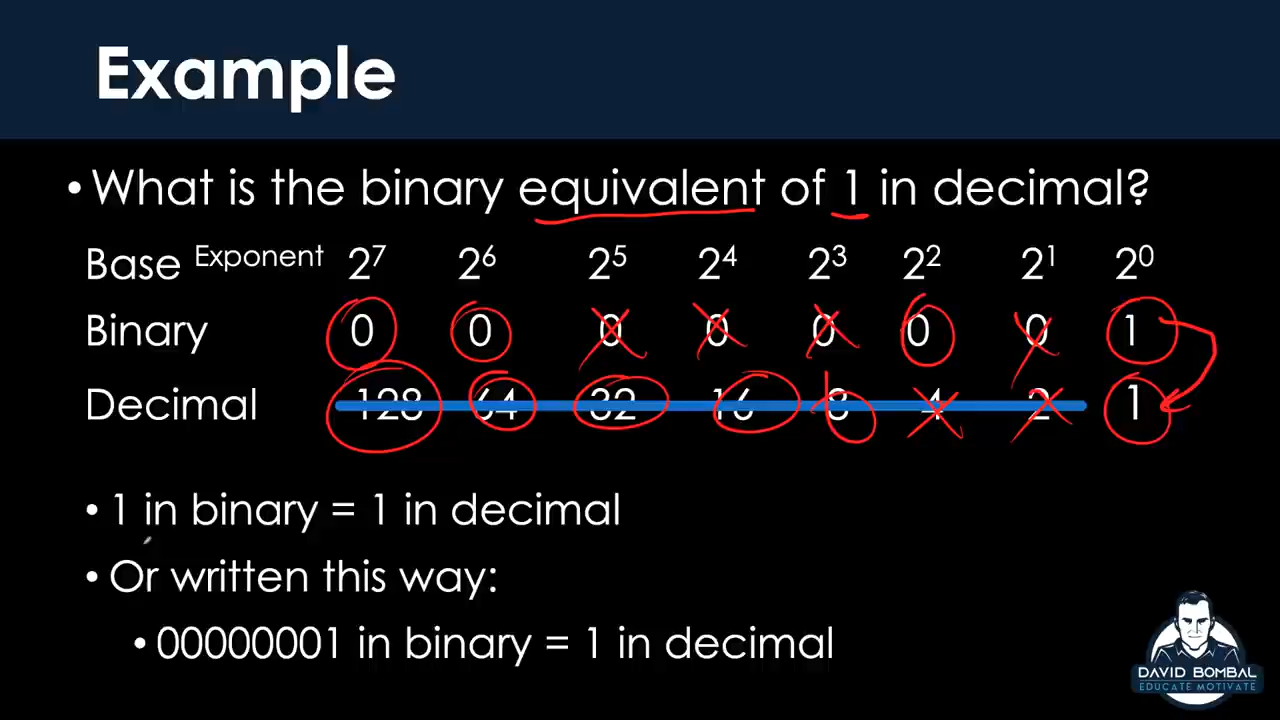 Example
• What is the binary equivalent of 1 in decimal?
Base Exponent 2⁷ 2⁶ 2⁵ 2⁴ 2³ 2² 2¹ 2⁰
Binary 0 0 0 0 0 0 0 1
Decimal 128 64 32 16 8 4 2 1
• 1 in binary = 1 in decimal
• Or written this way:
• 00000001 in binary = 1 in decimal
DAVID BOMBAL
EDUCATE MOTIVATE